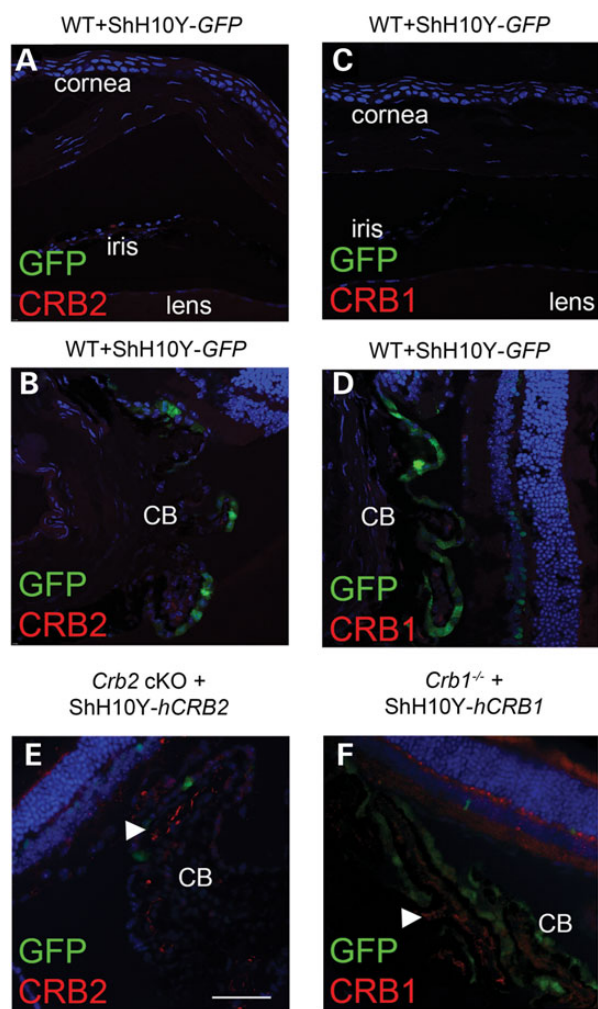 WT+ShH10Y-GFP
A
cornea
iris
GFP
CRB2
lens
WT+ShH10Y-GFP
C
cornea
iris
GFP
CRB1
lens
WT+ShH10Y-GFP
B
CB
GFP
CRB2
WT+ShH10Y-GFP
D
CB
GFP
CRB1
Crb2 cKO +
ShH10Y-hCRB2
E
CB
GFP
CRB2
Crb1-/- +
ShH10Y-hCRB1
F
CB
GFP
CRB1